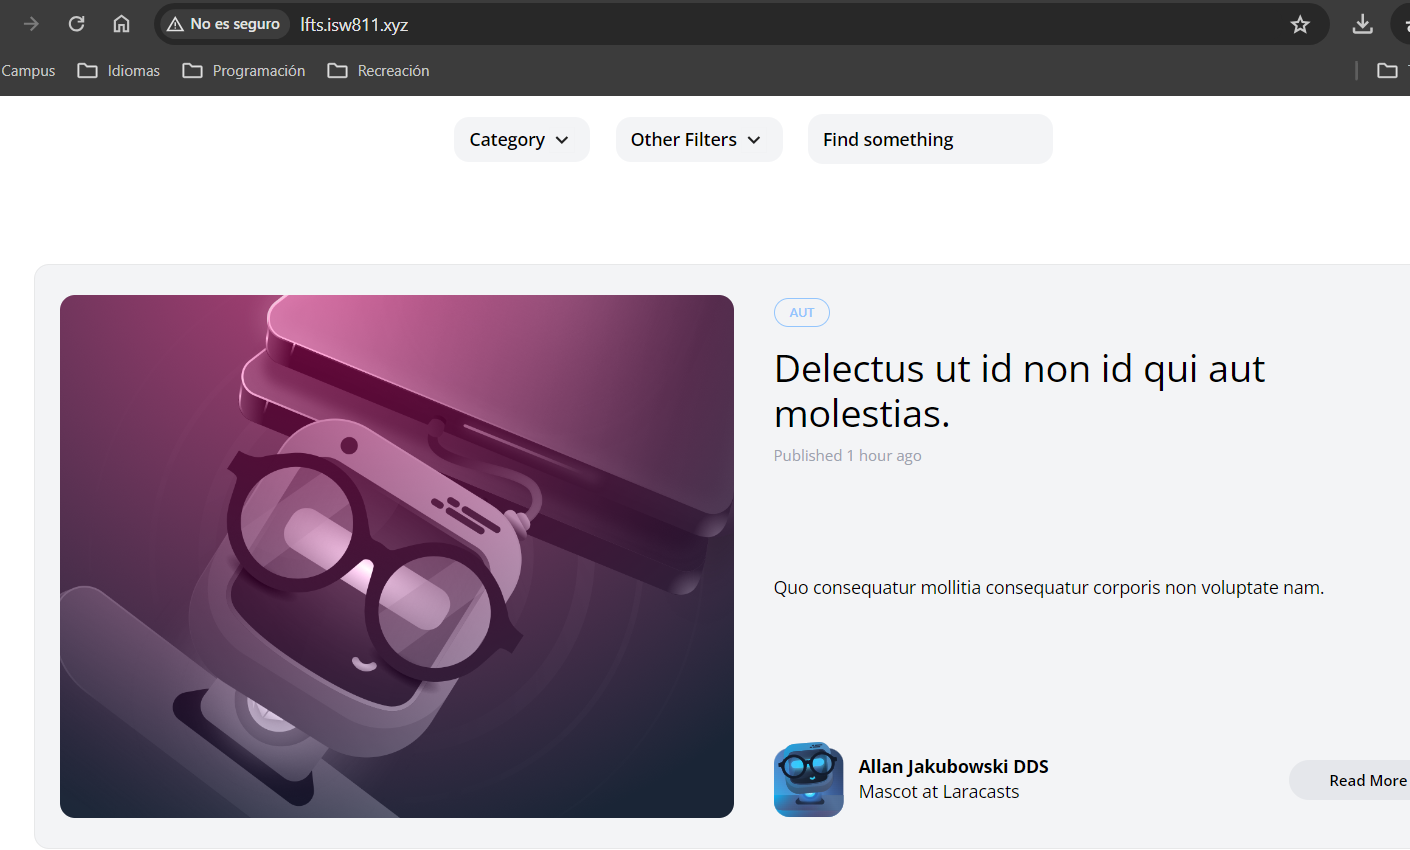 No es seguro lfts.isw811.xyz
Campus Idiomas Programación Recreación
Category Other Filters Find something
AUT
Delectus ut id non id qui aut
molestias.
Published 1 hour ago
Quo consequatur mollitia consequatur corporis non voluptate nam.
Allan Jakubowski DDS
Mascot at Laracasts
Read More